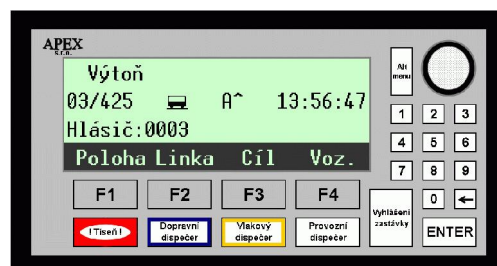 APEX
s.r.o.
Výtoň
03/425 A^ 13:56:47
Hlásič:0003
Poloha Linka Cíl Voz.
F1 F2 F3 F4
! Tíseň !
Dopravní dispečer
Vlakový dispečer
Provozní dispečer
Alt menu
1 2 3
4 5 6
7 8 9
0 ←
Vyhlášení zastávky
ENTER